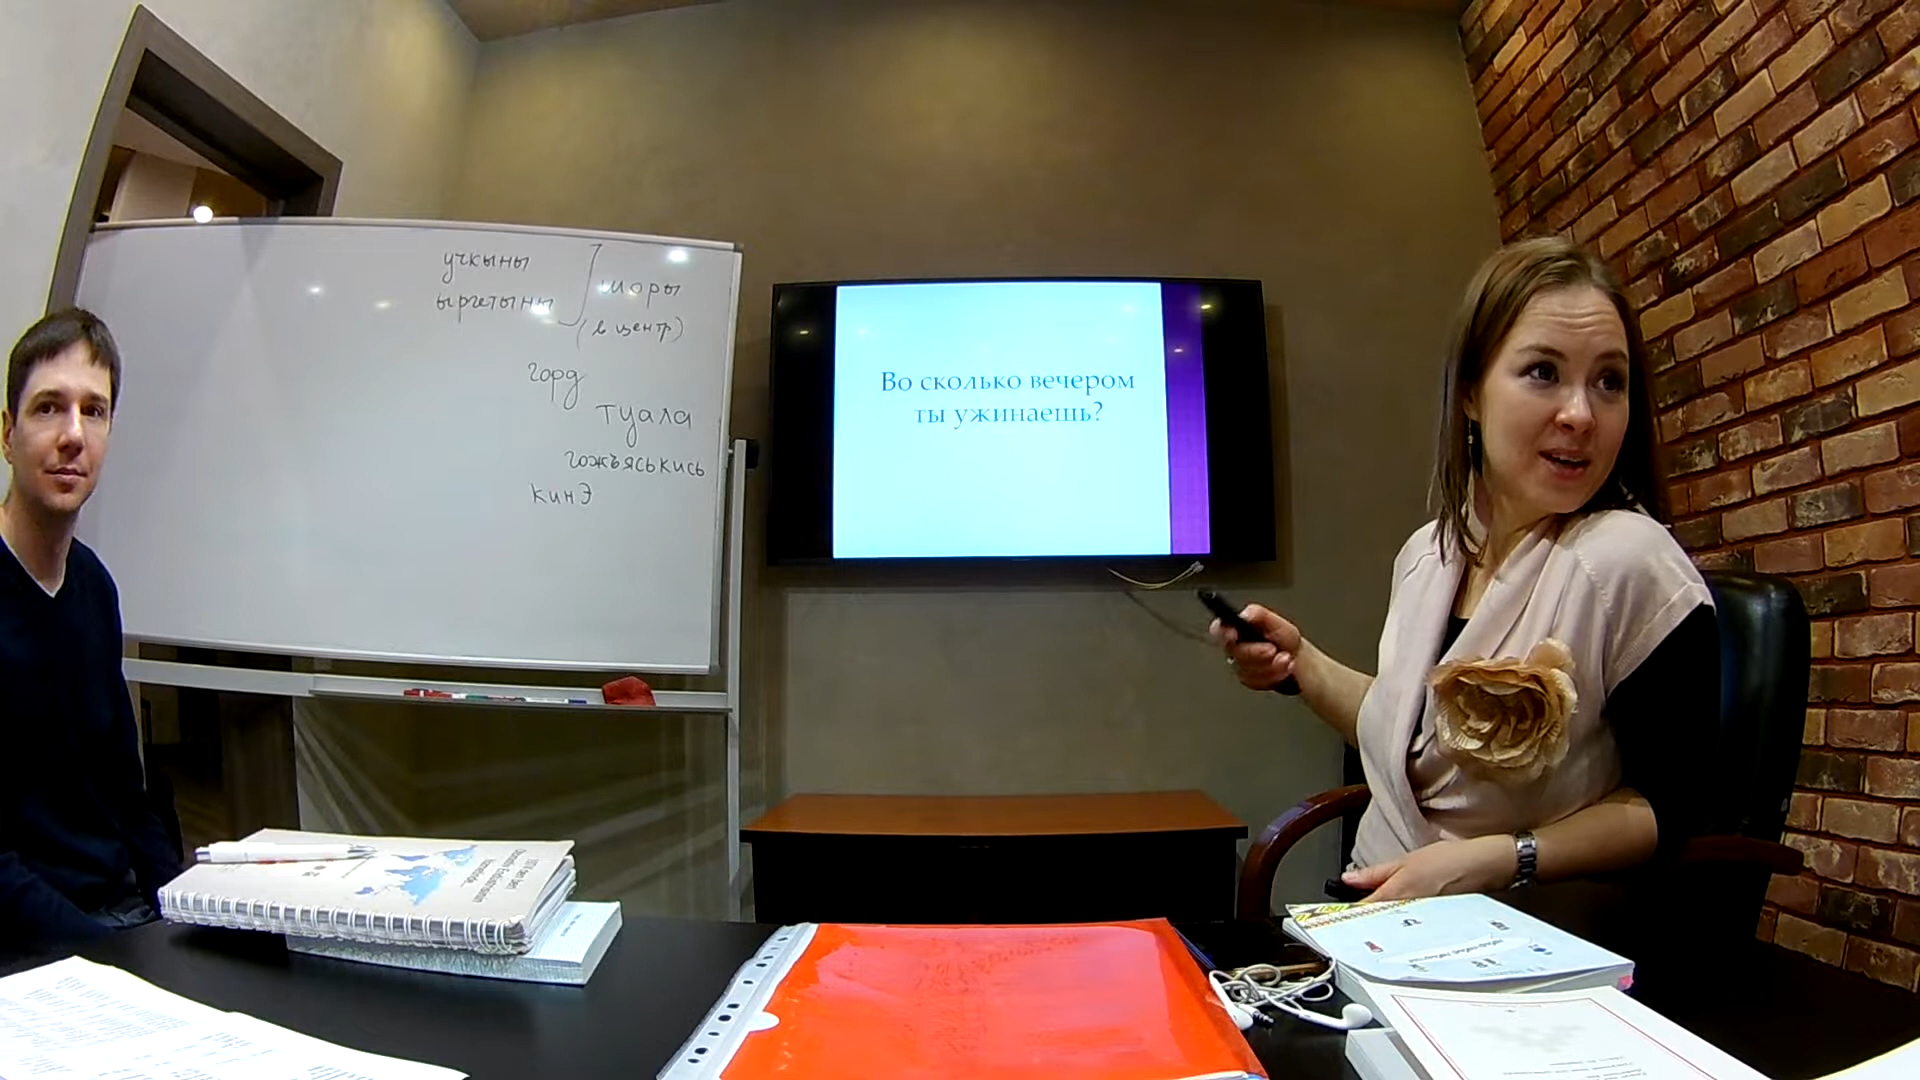 учкыны
ыргетыны
шоры
(в центр)
горд
туала
гожъяськись
кинэ
Во сколько вечером
ты ужинаешь?